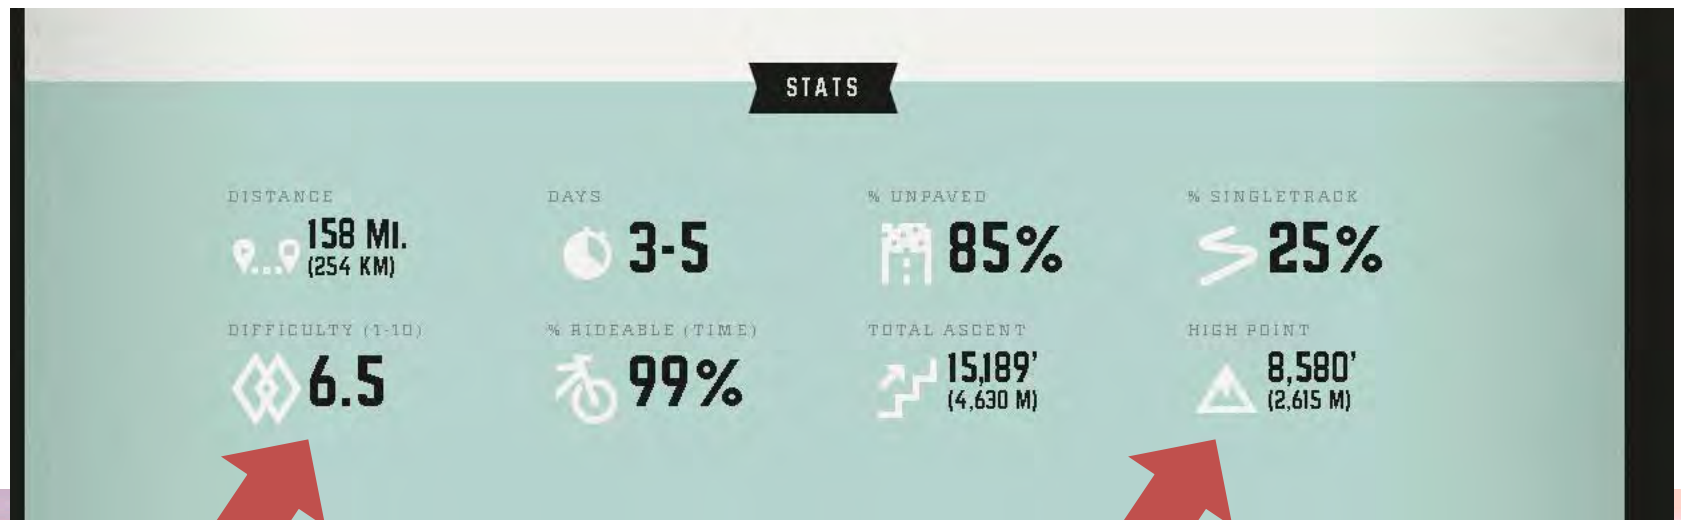 STATS
DISTANCE
158 MI.
(254 KM)
DAYS
3-5
% UNPAVED
85%
% SINGLETRACK
25%
DIFFICULTY (1-10)
6.5
% RIDEABLE (TIME)
99%
TOTAL ASCENT
15,189'
(4,630 M)
HIGH POINT
8,580'
(2,615 M)